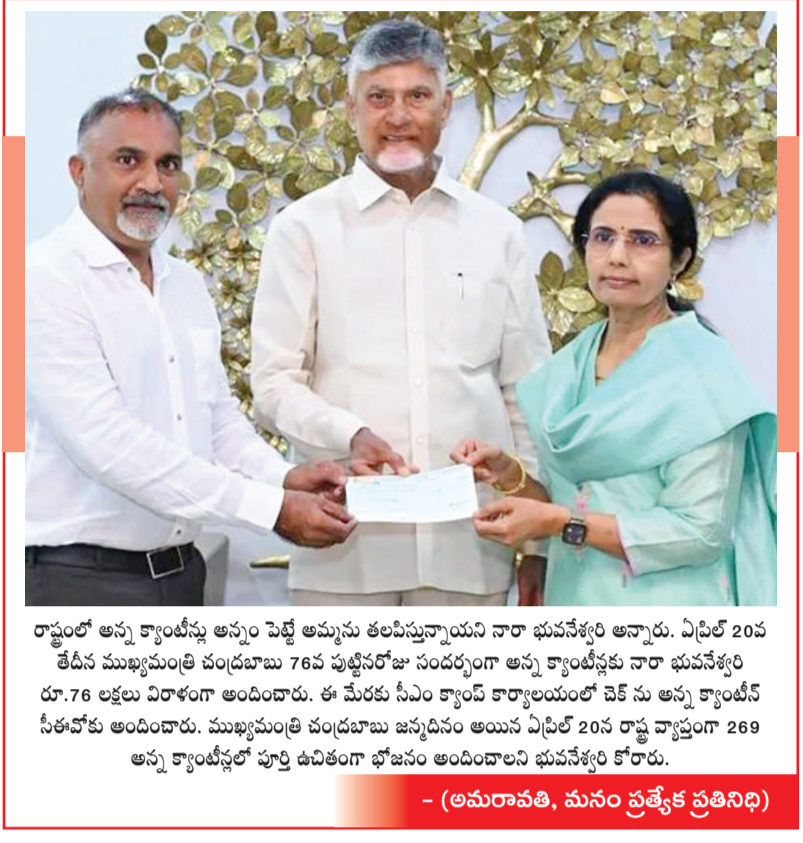 రాష్ట్రంలో అన్న క్యాంటీన్లు అన్నం పెట్టే అమ్మను తలపిస్తున్నాయని నారా భువనేశ్వరి అన్నారు. ఏప్రిల్ 20వ
తేదీన ముఖ్యమంత్రి చంద్రబాబు 76వ పుట్టినరోజు సందర్భంగా అన్న క్యాంటీన్లకు నారా భువనేశ్వరి
రూ.76 లక్షలు విరాళంగా అందించారు. ఈ మేరకు సీఎం క్యాంప్ కార్యాలయంలో చెక్ ను అన్న క్యాంటీన్
సీఈవోకు అందించారు. ముఖ్యమంత్రి చంద్రబాబు జన్మదినం అయిన ఏప్రిల్ 20న రాష్ట్ర వ్యాప్తంగా 269
అన్న క్యాంటీన్లలో పూర్తి ఉచితంగా భోజనం అందించాలని భువనేశ్వరి కోరారు.
– (అమరావతి, మనం ప్రత్యేక ప్రతినిధి)